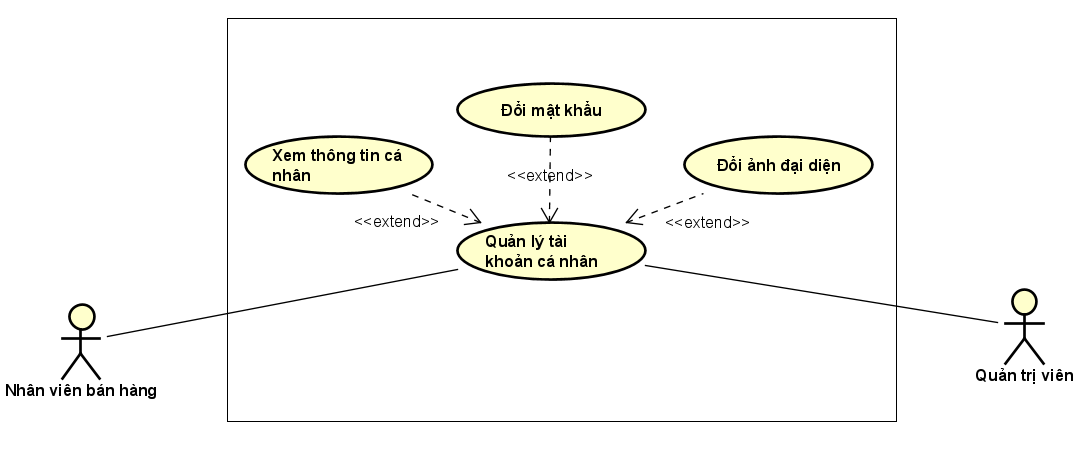 Đổi mật khẩu
Xem thông tin cá
nhân
Đổi ảnh đại diện
<<extend>>
<<extend>>
<<extend>>
Quản lý tài
khoản cá nhân
Nhân viên bán hàng
Quản trị viên